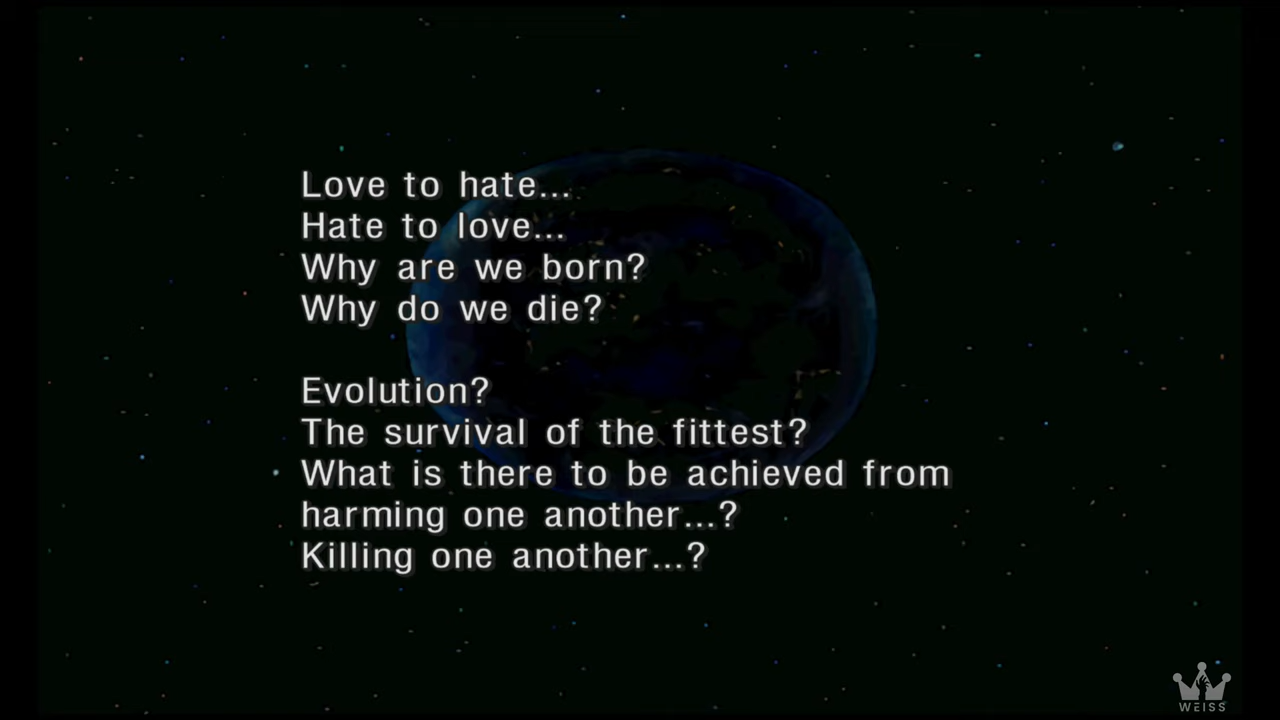 Love to hate...
Hate to love...
Why are we born?
Why do we die?
Evolution?
The survival of the fittest?
What is there to be achieved from
harming one another...?
Killing one another...?
WEISS